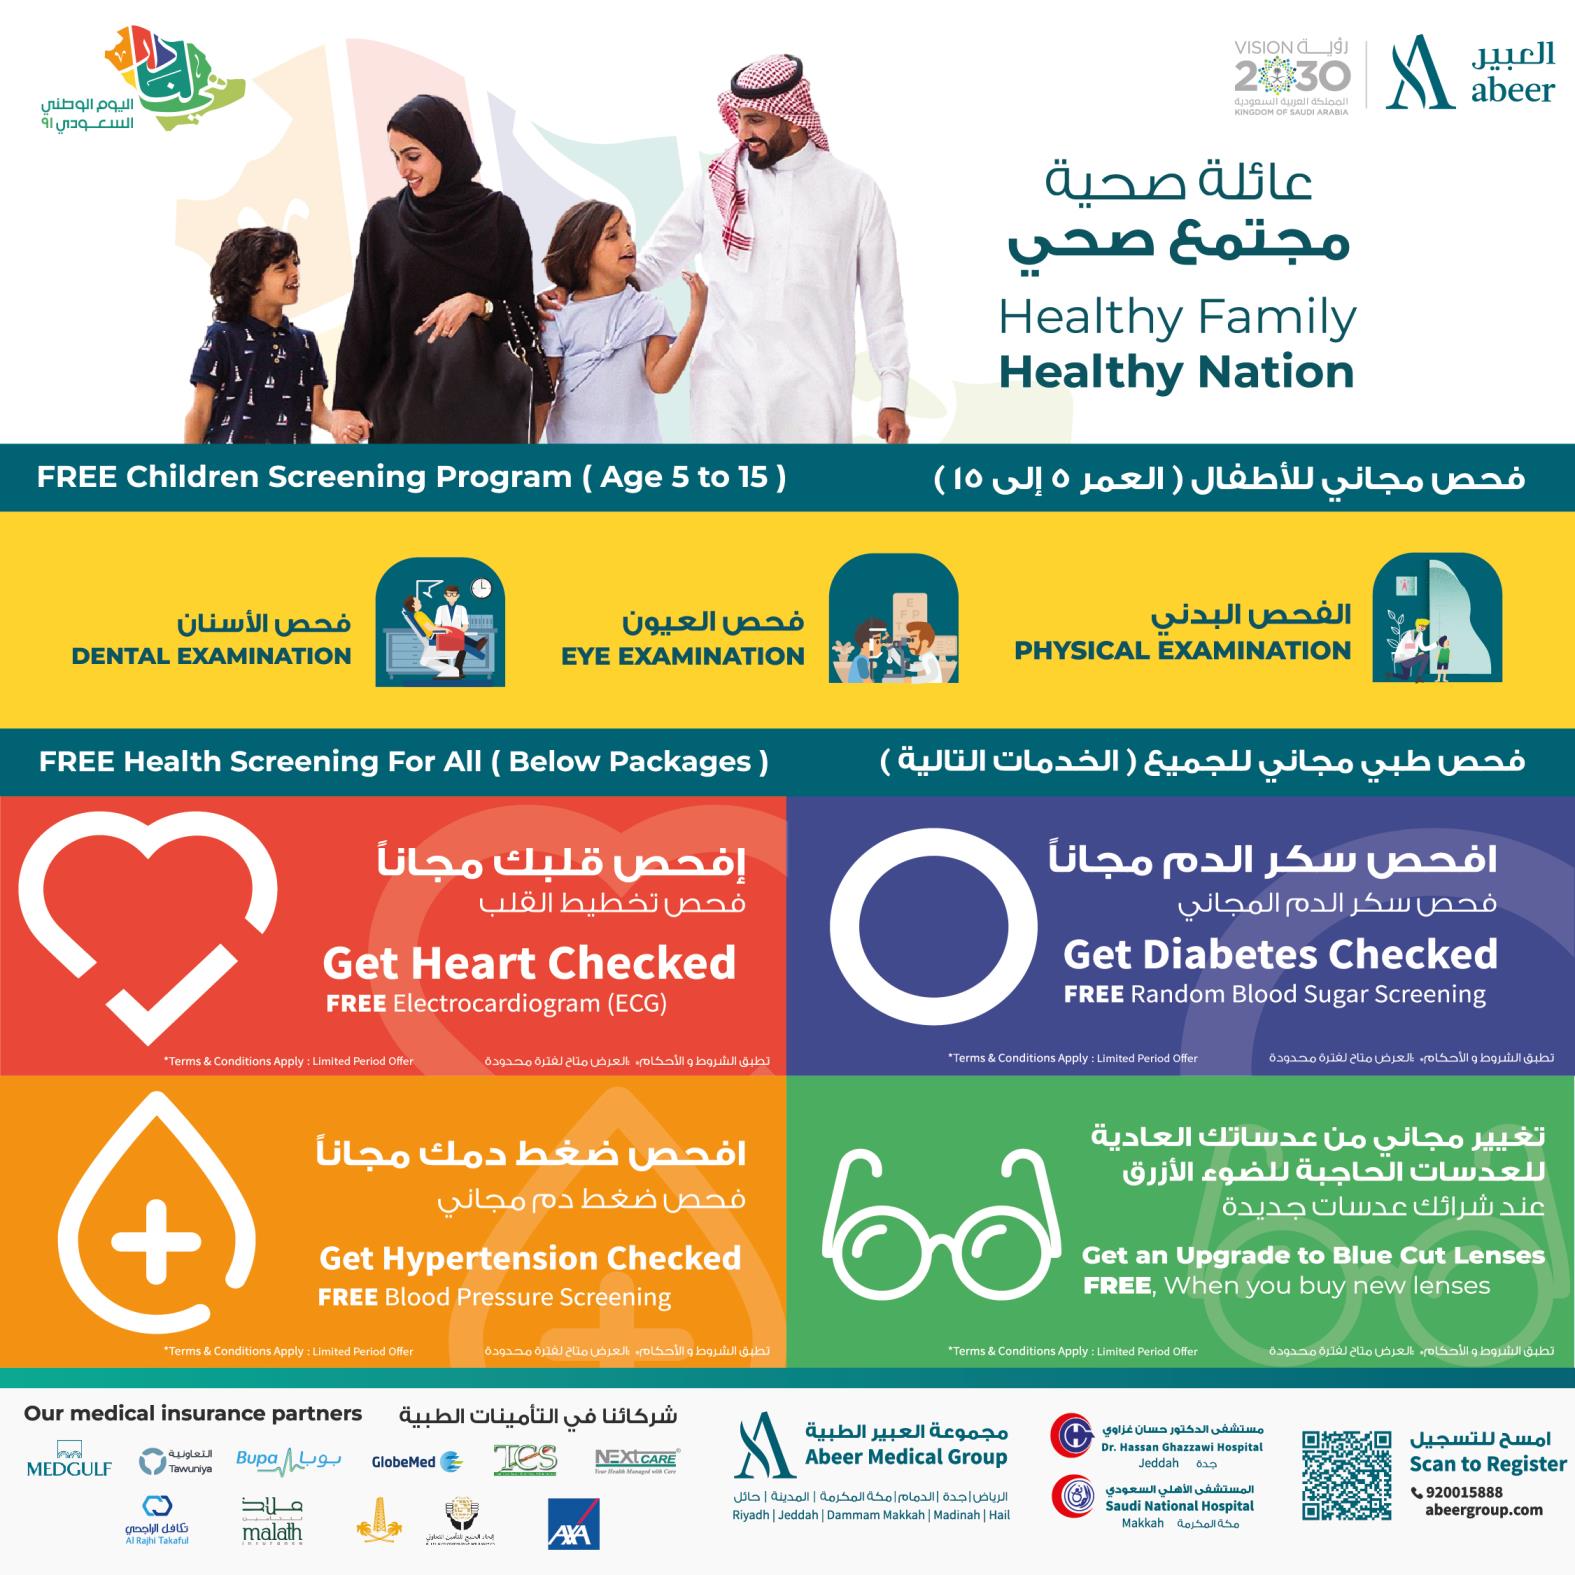 هي لنا دار
اليوم الوطني
السعودي ٩١
VISION رؤية
2030
المملكة العربية السعودية
KINGDOM OF SAUDI ARABIA
العبير
abeer
عائلة صحية
مجتمع صحي
Healthy Family
Healthy Nation
FREE Children Screening Program ( Age 5 to 15 )
فحص مجاني للأطفال ( العمر ٥ إلى ١٥ )
فحص الأسنان
DENTAL EXAMINATION
فحص العيون
EYE EXAMINATION
الفحص البدني
PHYSICAL EXAMINATION
FREE Health Screening For All ( Below Packages )
فحص طبي مجاني للجميع ( الخدمات التالية )
إفحص قلبك مجاناً
فحص تخطيط القلب
Get Heart Checked
FREE Electrocardiogram (ECG)
*Terms & Conditions Apply : Limited Period Offer
تطبق الشروط و الأحكام* :العرض متاح لفترة محدودة
افحص سكر الدم مجاناً
فحص سكر الدم المجاني
Get Diabetes Checked
FREE Random Blood Sugar Screening
*Terms & Conditions Apply : Limited Period Offer
تطبق الشروط و الأحكام* :العرض متاح لفترة محدودة
افحص ضغط دمك مجاناً
فحص ضغط دم مجاني
Get Hypertension Checked
FREE Blood Pressure Screening
*Terms & Conditions Apply : Limited Period Offer
تطبق الشروط و الأحكام* :العرض متاح لفترة محدودة
تغيير مجاني من عدساتك العادية
للعدسات الحاجبة للضوء الأزرق
عند شرائك عدسات جديدة
Get an Upgrade to Blue Cut Lenses
FREE, When you buy new lenses
*Terms & Conditions Apply : Limited Period Offer
تطبق الشروط و الأحكام* :العرض متاح لفترة محدودة
Our medical insurance partners
شركائنا في التأمينات الطبية
MEDGULF
التعاونية
Tawuniya
Bupa بوبا
GlobeMed
TCS
NEXtCARE
Your Health Managed with Care
تكافل الراجحي
Al Rajhi Takaful
ملاذ
للتأمين
malath
insurance
إتحاد الخليج للتأمين التعاوني
AXA
مجموعة العبير الطبية
Abeer Medical Group
الرياض | جدة | الدمام | مكة المكرمة | المدينة | حائل
Riyadh | Jeddah | Dammam Makkah | Madinah | Hail
مستشفى الدكتور حسان غزاوي
Dr. Hassan Ghazzawi Hospital
Jeddah جدة
المستشفى الأهلي السعودي
Saudi National Hospital
Makkah مكة المكرمة
امسح للتسجيل
Scan to Register
920015888
abeergroup.com